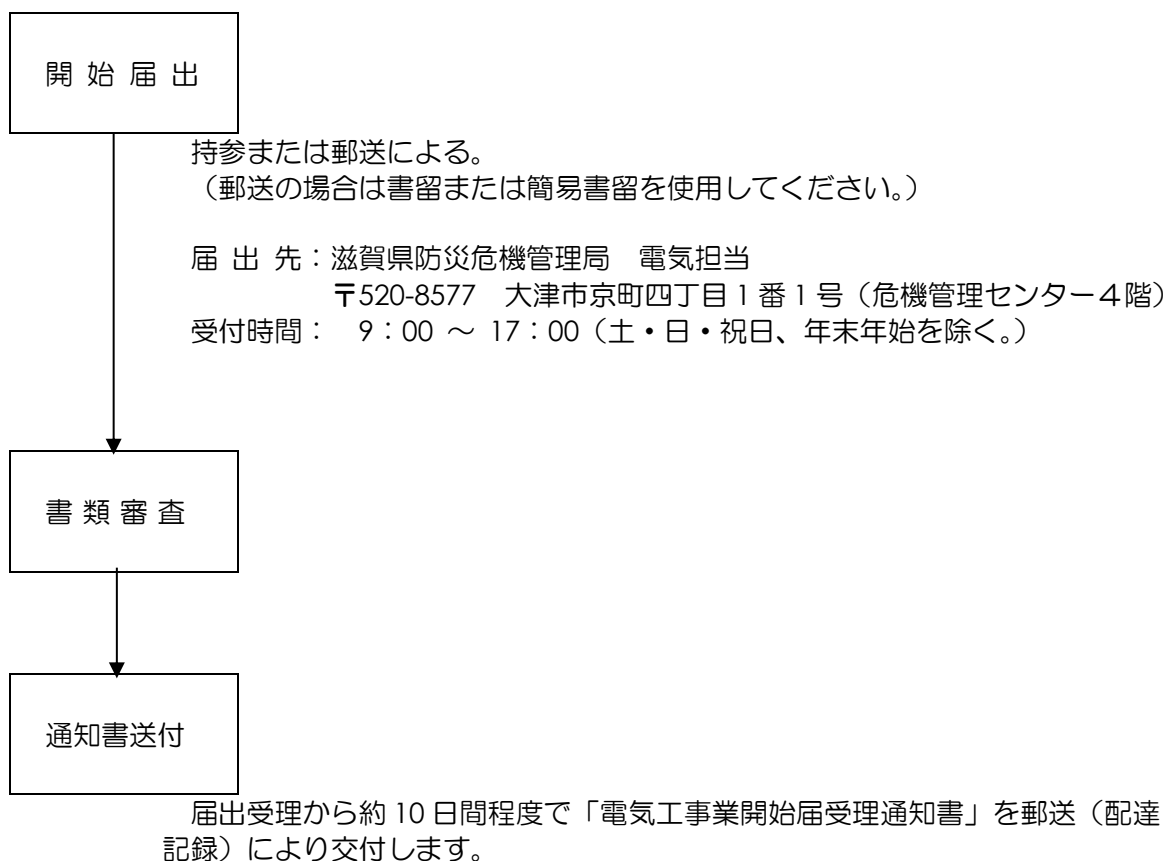 開 始 届 出
持参または郵送による。
（郵送の場合は書留または簡易書留を使用してください。）
届 出 先：滋賀県防災危機管理局　電気担当
〒520-8577　大津市京町四丁目１番１号（危機管理センター４階）
受付時間：　9：00 ～ 17：00（土・日・祝日、年末年始を除く。）
書 類 審 査
通知書送付
届出受理から約 10 日間程度で「電気工事業開始届受理通知書」を郵送（配達
記録）により交付します。